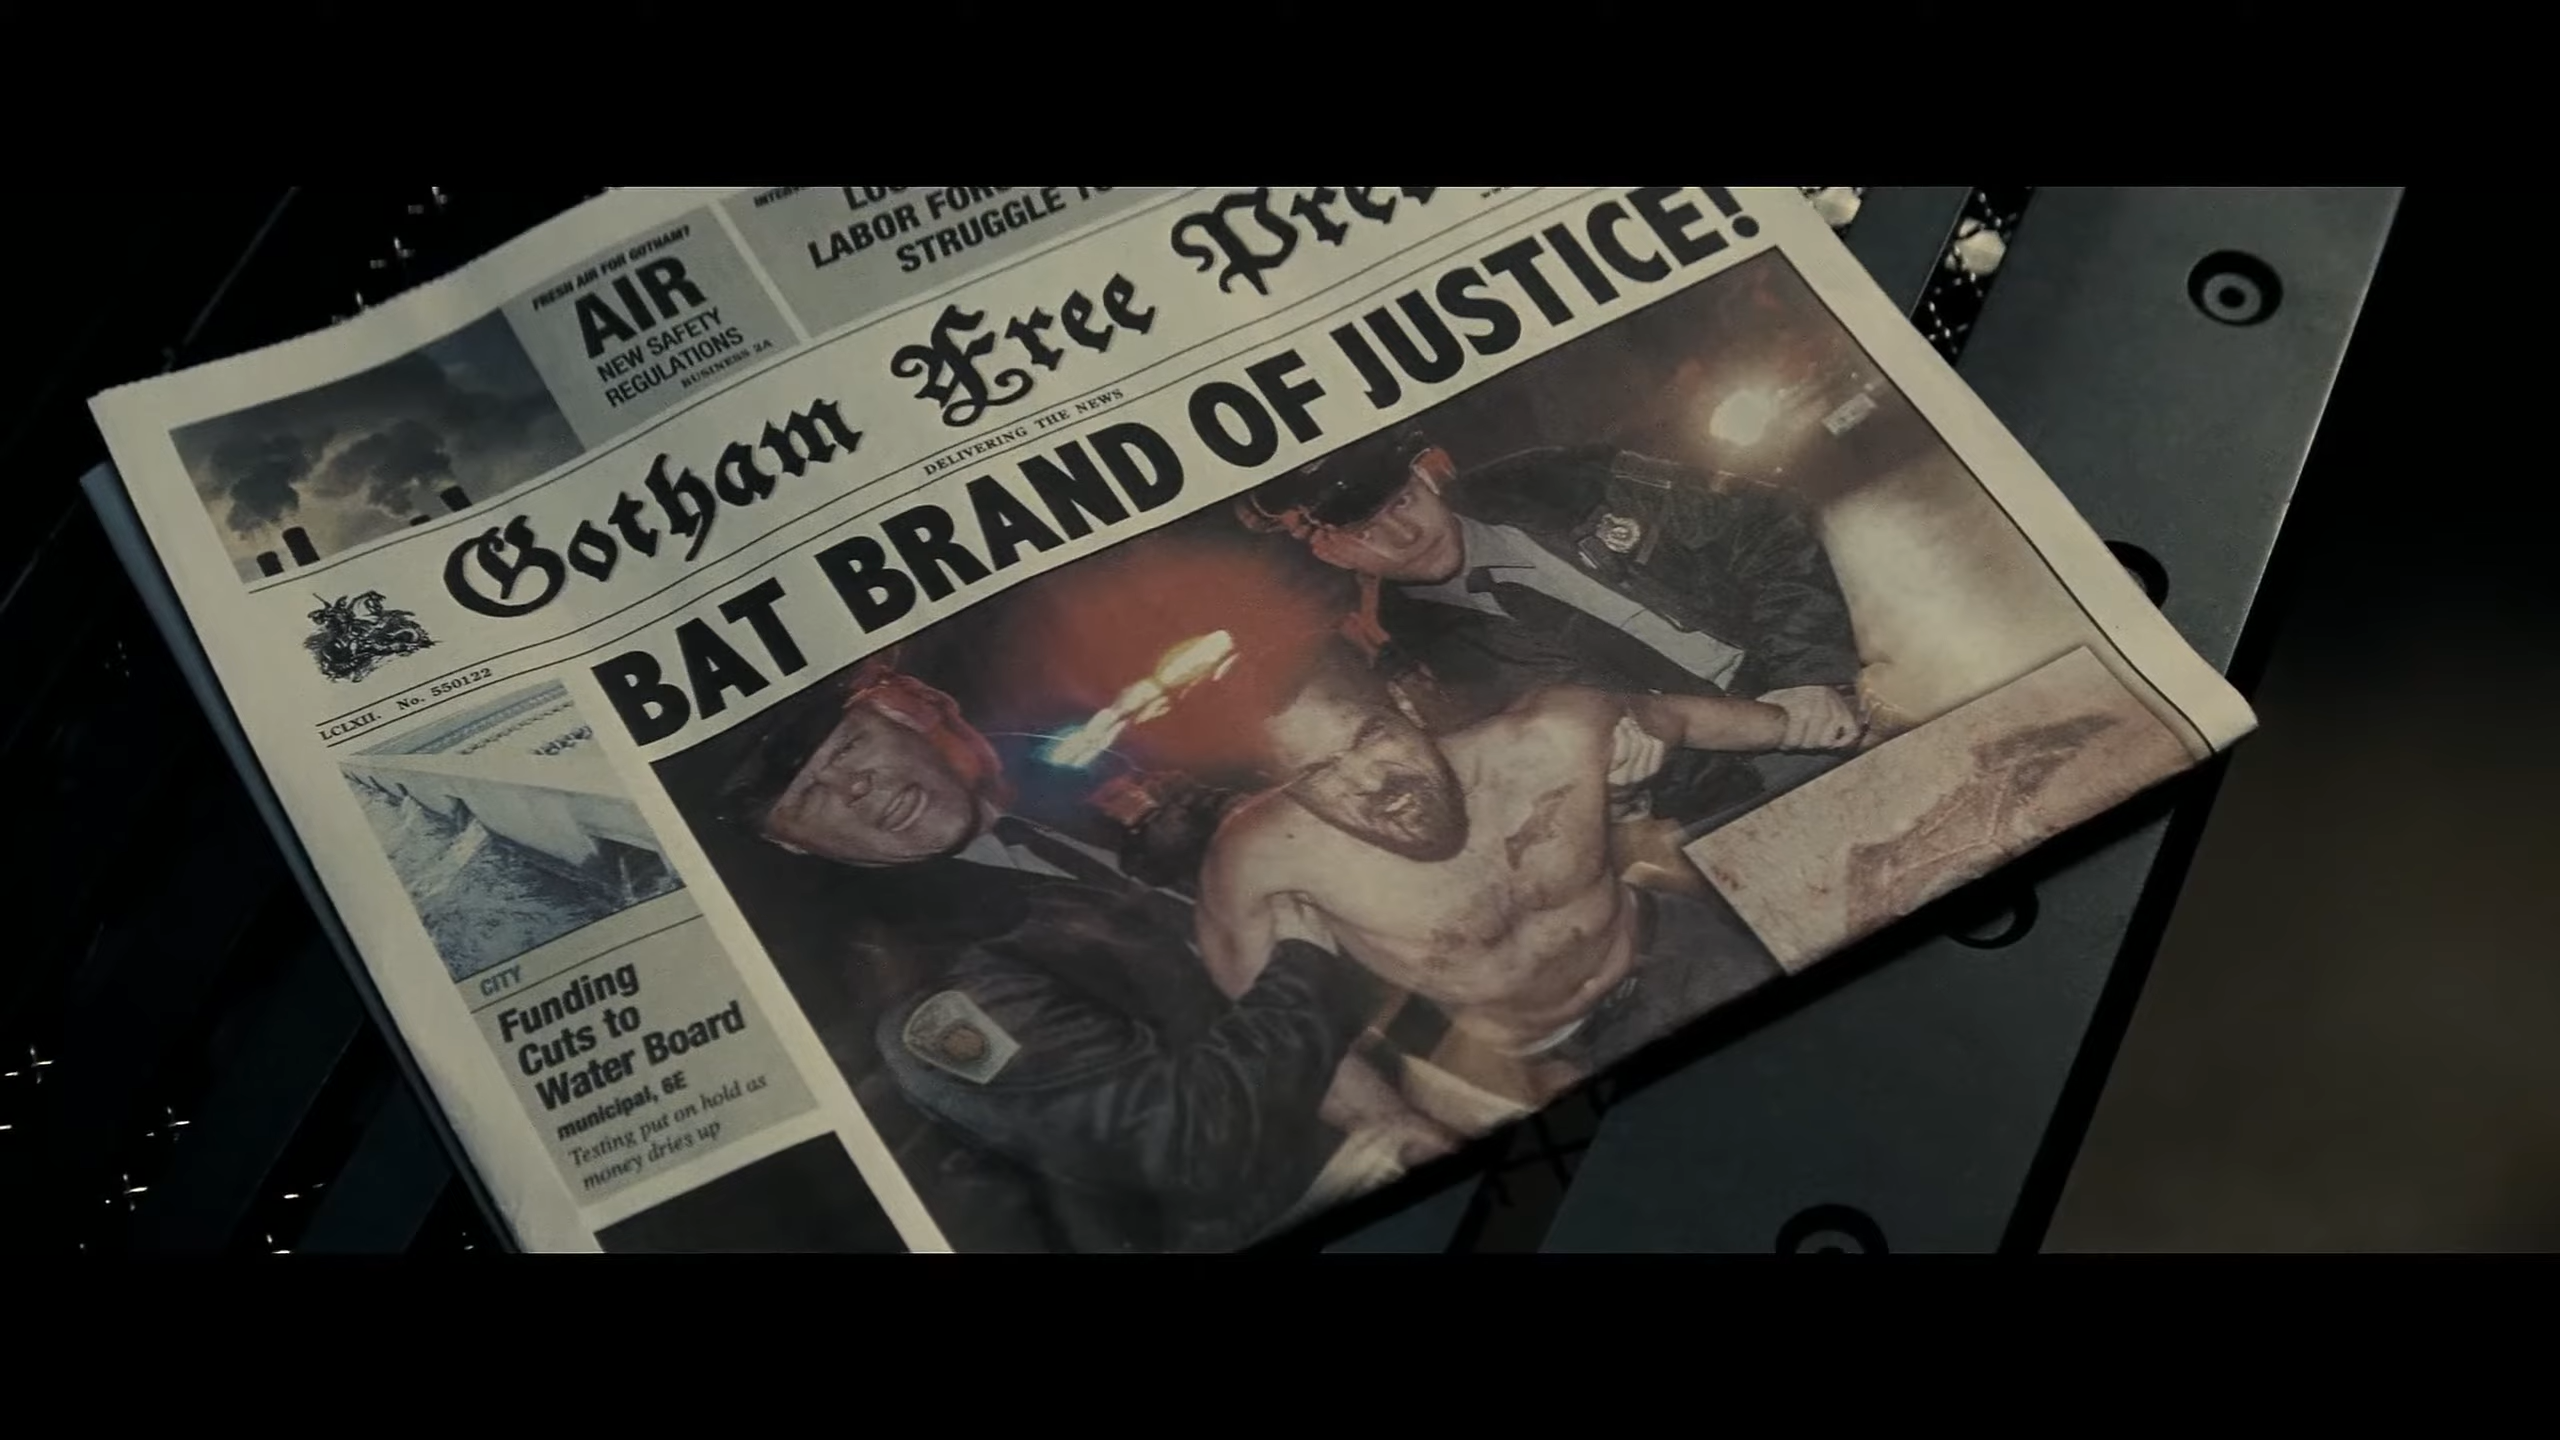 FRESH AIR FOR GOTHAM?
AIR
NEW SAFETY
REGULATIONS
BUSINESS 2A
LABOR
STRUGGLE
Gotham Free
DELIVERING THE NEWS
LCLXII. No. 550122
BAT BRAND OF JUSTICE!
CITY
Funding
Cuts to
Water Board
municipal, 6E
Testing put on hold as
money dries up